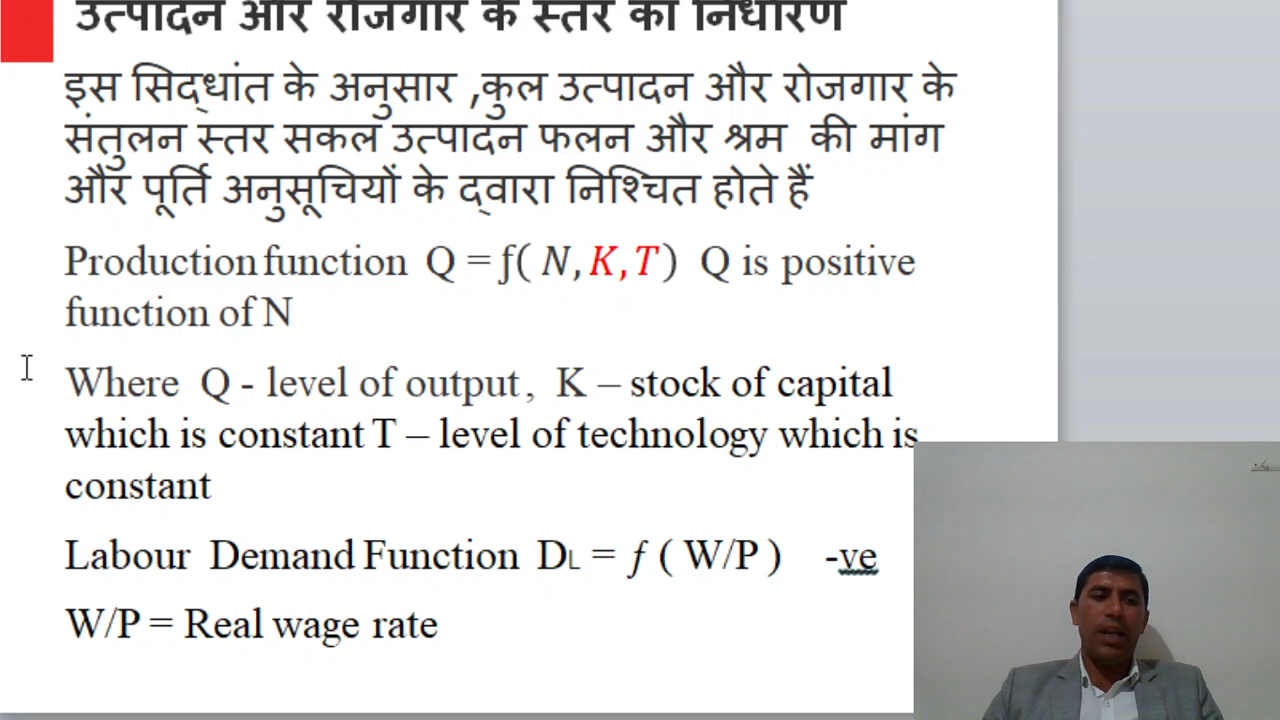 उत्पादन और रोजगार के स्तर का निर्धारण
इस सिद्धांत के अनुसार ,कुल उत्पादन और रोजगार के
संतुलन स्तर सकल उत्पादन फलन और श्रम की मांग
और पूर्ति अनुसूचियों के द्वारा निश्चित होते हैं
Production function Q = ƒ( N, K, T) Q is positive
function of N
Where Q - level of output, K – stock of capital
which is constant T – level of technology which is
constant
Labour Demand Function DL = ƒ ( W/P ) -ve
W/P = Real wage rate